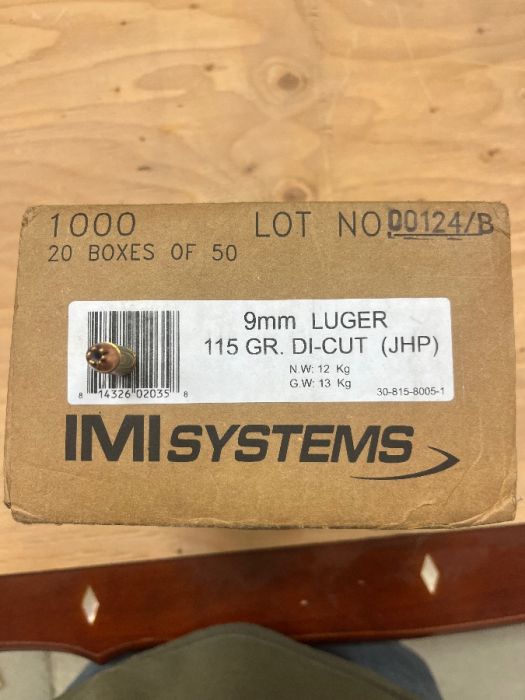 1000 LOT NO 00124/B
20 BOXES OF 50
9mm LUGER
115 GR. DI-CUT (JHP)
N.W: 12 Kg
G.W: 13 Kg
8 14326 02035 8
30-815-8005-1
IMI SYSTEMS